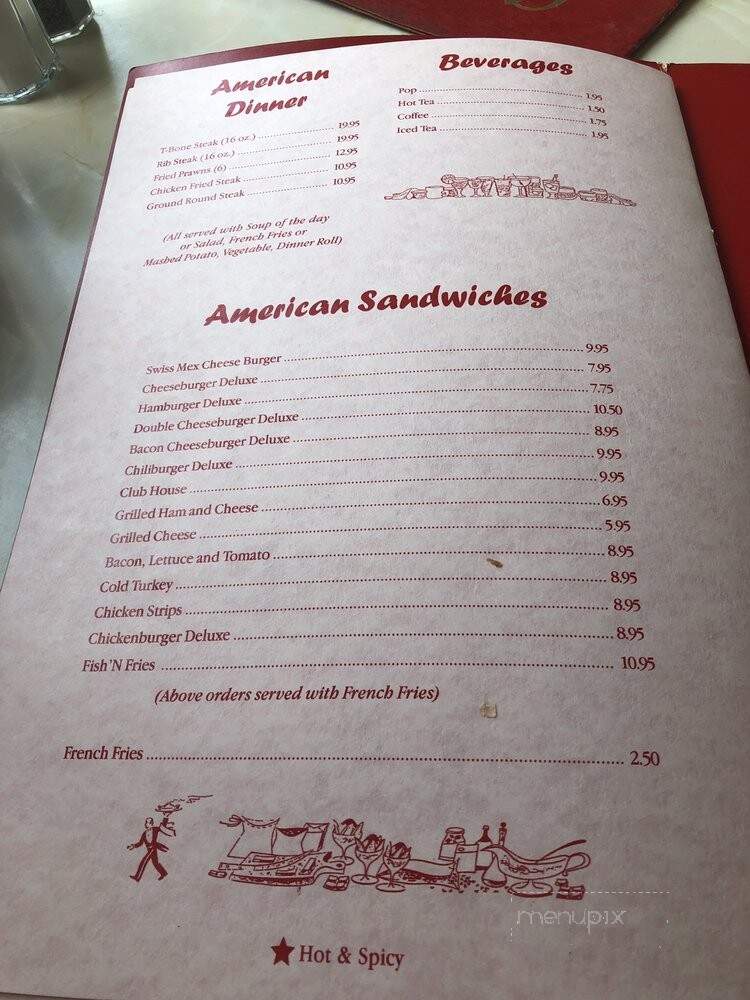 American
Dinner
T-Bone Steak (16 oz.) ........ 19.95
Rib Steak (16 oz.) ........ 19.95
Fried Prawns (6) ........ 12.95
Chicken Fried Steak ........ 10.95
Ground Round Steak ........ 10.95
(All served with Soup of the day
or Salad, French Fries or
Mashed Potato, Vegetable, Dinner Roll)
Beverages
Pop ........ 1.95
Hot Tea ........ 1.50
Coffee ........ 1.75
Iced Tea ........ 1.95
American Sandwiches
Swiss Mex Cheese Burger ........ 9.95
Cheeseburger Deluxe ........ 7.95
Hamburger Deluxe ........ 7.75
Double Cheeseburger Deluxe ........ 10.50
Bacon Cheeseburger Deluxe ........ 8.95
Chiliburger Deluxe ........ 9.95
Club House ........ 9.95
Grilled Ham and Cheese ........ 6.95
Grilled Cheese ........ 5.95
Bacon, Lettuce and Tomato ........ 8.95
Cold Turkey ........ 8.95
Chicken Strips ........ 8.95
Chickenburger Deluxe ........ 8.95
Fish'N Fries ........ 10.95
(Above orders served with French Fries)
French Fries ........ 2.50
menupix
★ Hot & Spicy